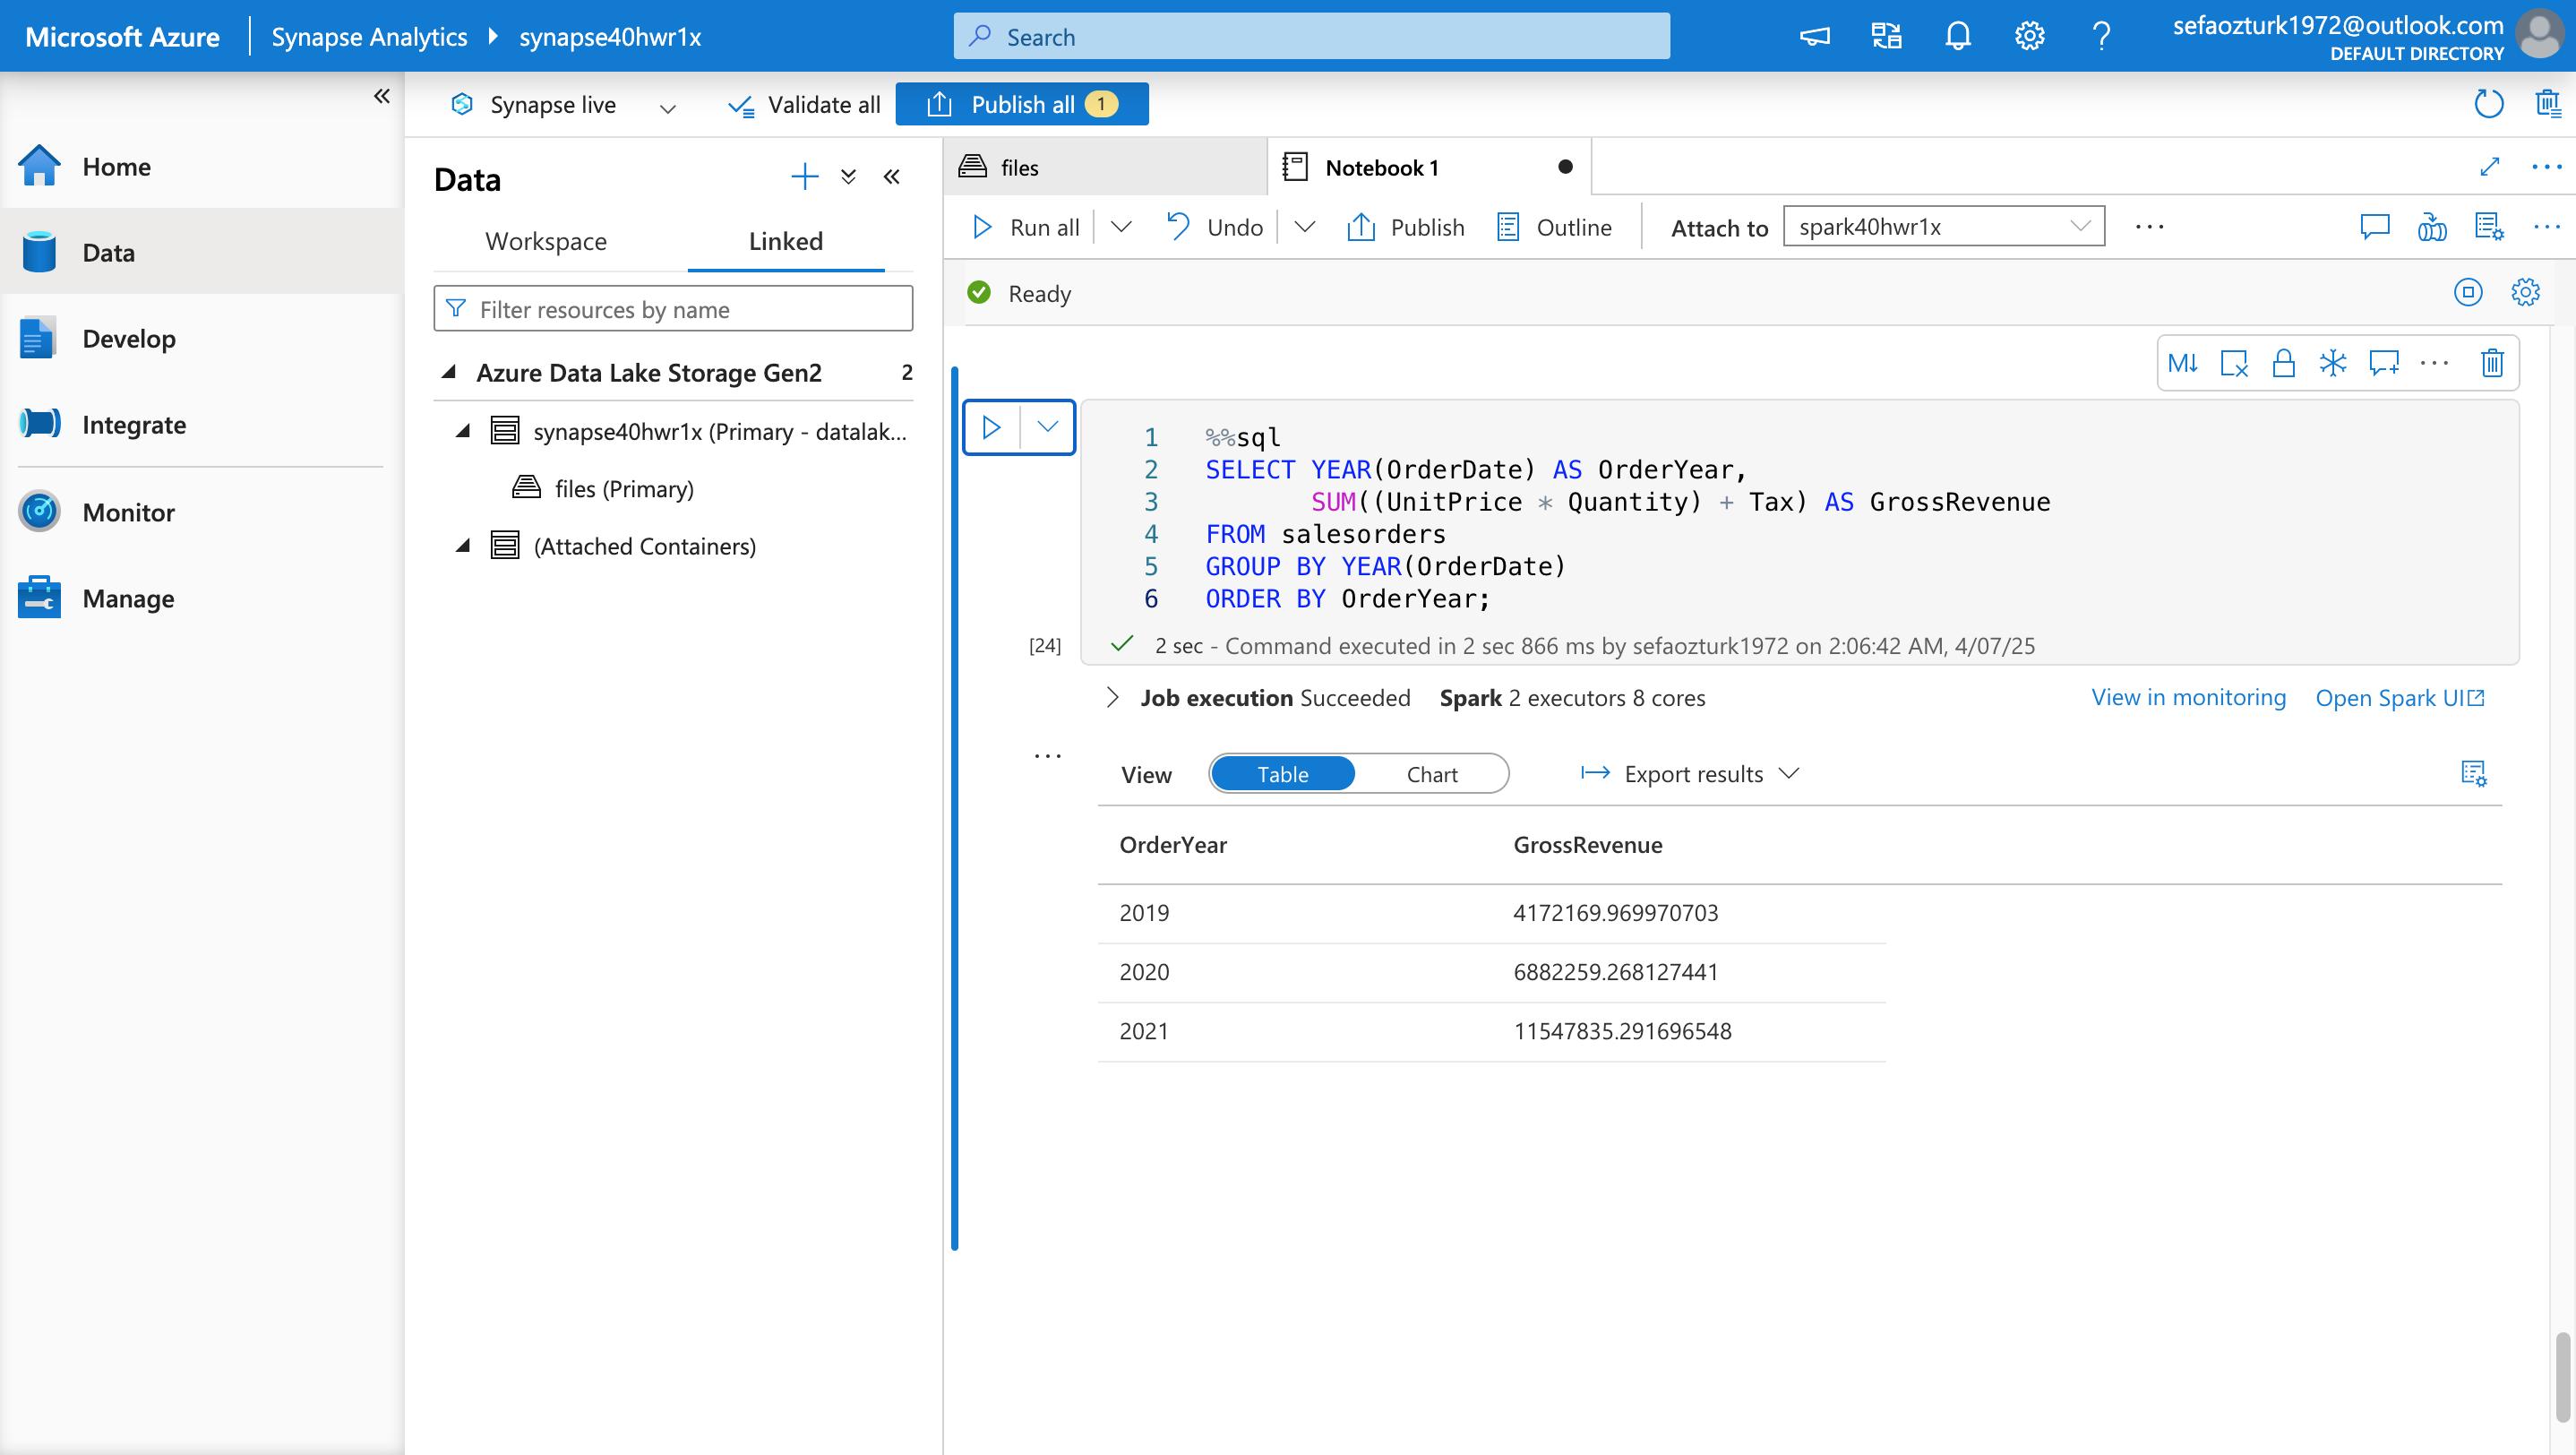 Microsoft Azure
Synapse Analytics
synapse40hwr1x
Search
sefaozturk1972@outlook.com
DEFAULT DIRECTORY
Synapse live
Validate all
Publish all 1
Home
Data
Develop
Integrate
Monitor
Manage
Data
Workspace
Linked
Filter resources by name
Azure Data Lake Storage Gen2 2
synapse40hwr1x (Primary - datalak...
files (Primary)
(Attached Containers)
files
Notebook 1
Run all
Undo
Publish
Outline
Attach to
spark40hwr1x
Ready
M↓
1 %%sql
2 SELECT YEAR(OrderDate) AS OrderYear,
3 SUM((UnitPrice * Quantity) + Tax) AS GrossRevenue
4 FROM salesorders
5 GROUP BY YEAR(OrderDate)
6 ORDER BY OrderYear;
[24]
2 sec - Command executed in 2 sec 866 ms by sefaozturk1972 on 2:06:42 AM, 4/07/25
Job execution Succeeded Spark 2 executors 8 cores
View in monitoring
Open Spark UI
View
Table
Chart
Export results
OrderYear GrossRevenue
2019 4172169.969970703
2020 6882259.268127441
2021 11547835.291696548